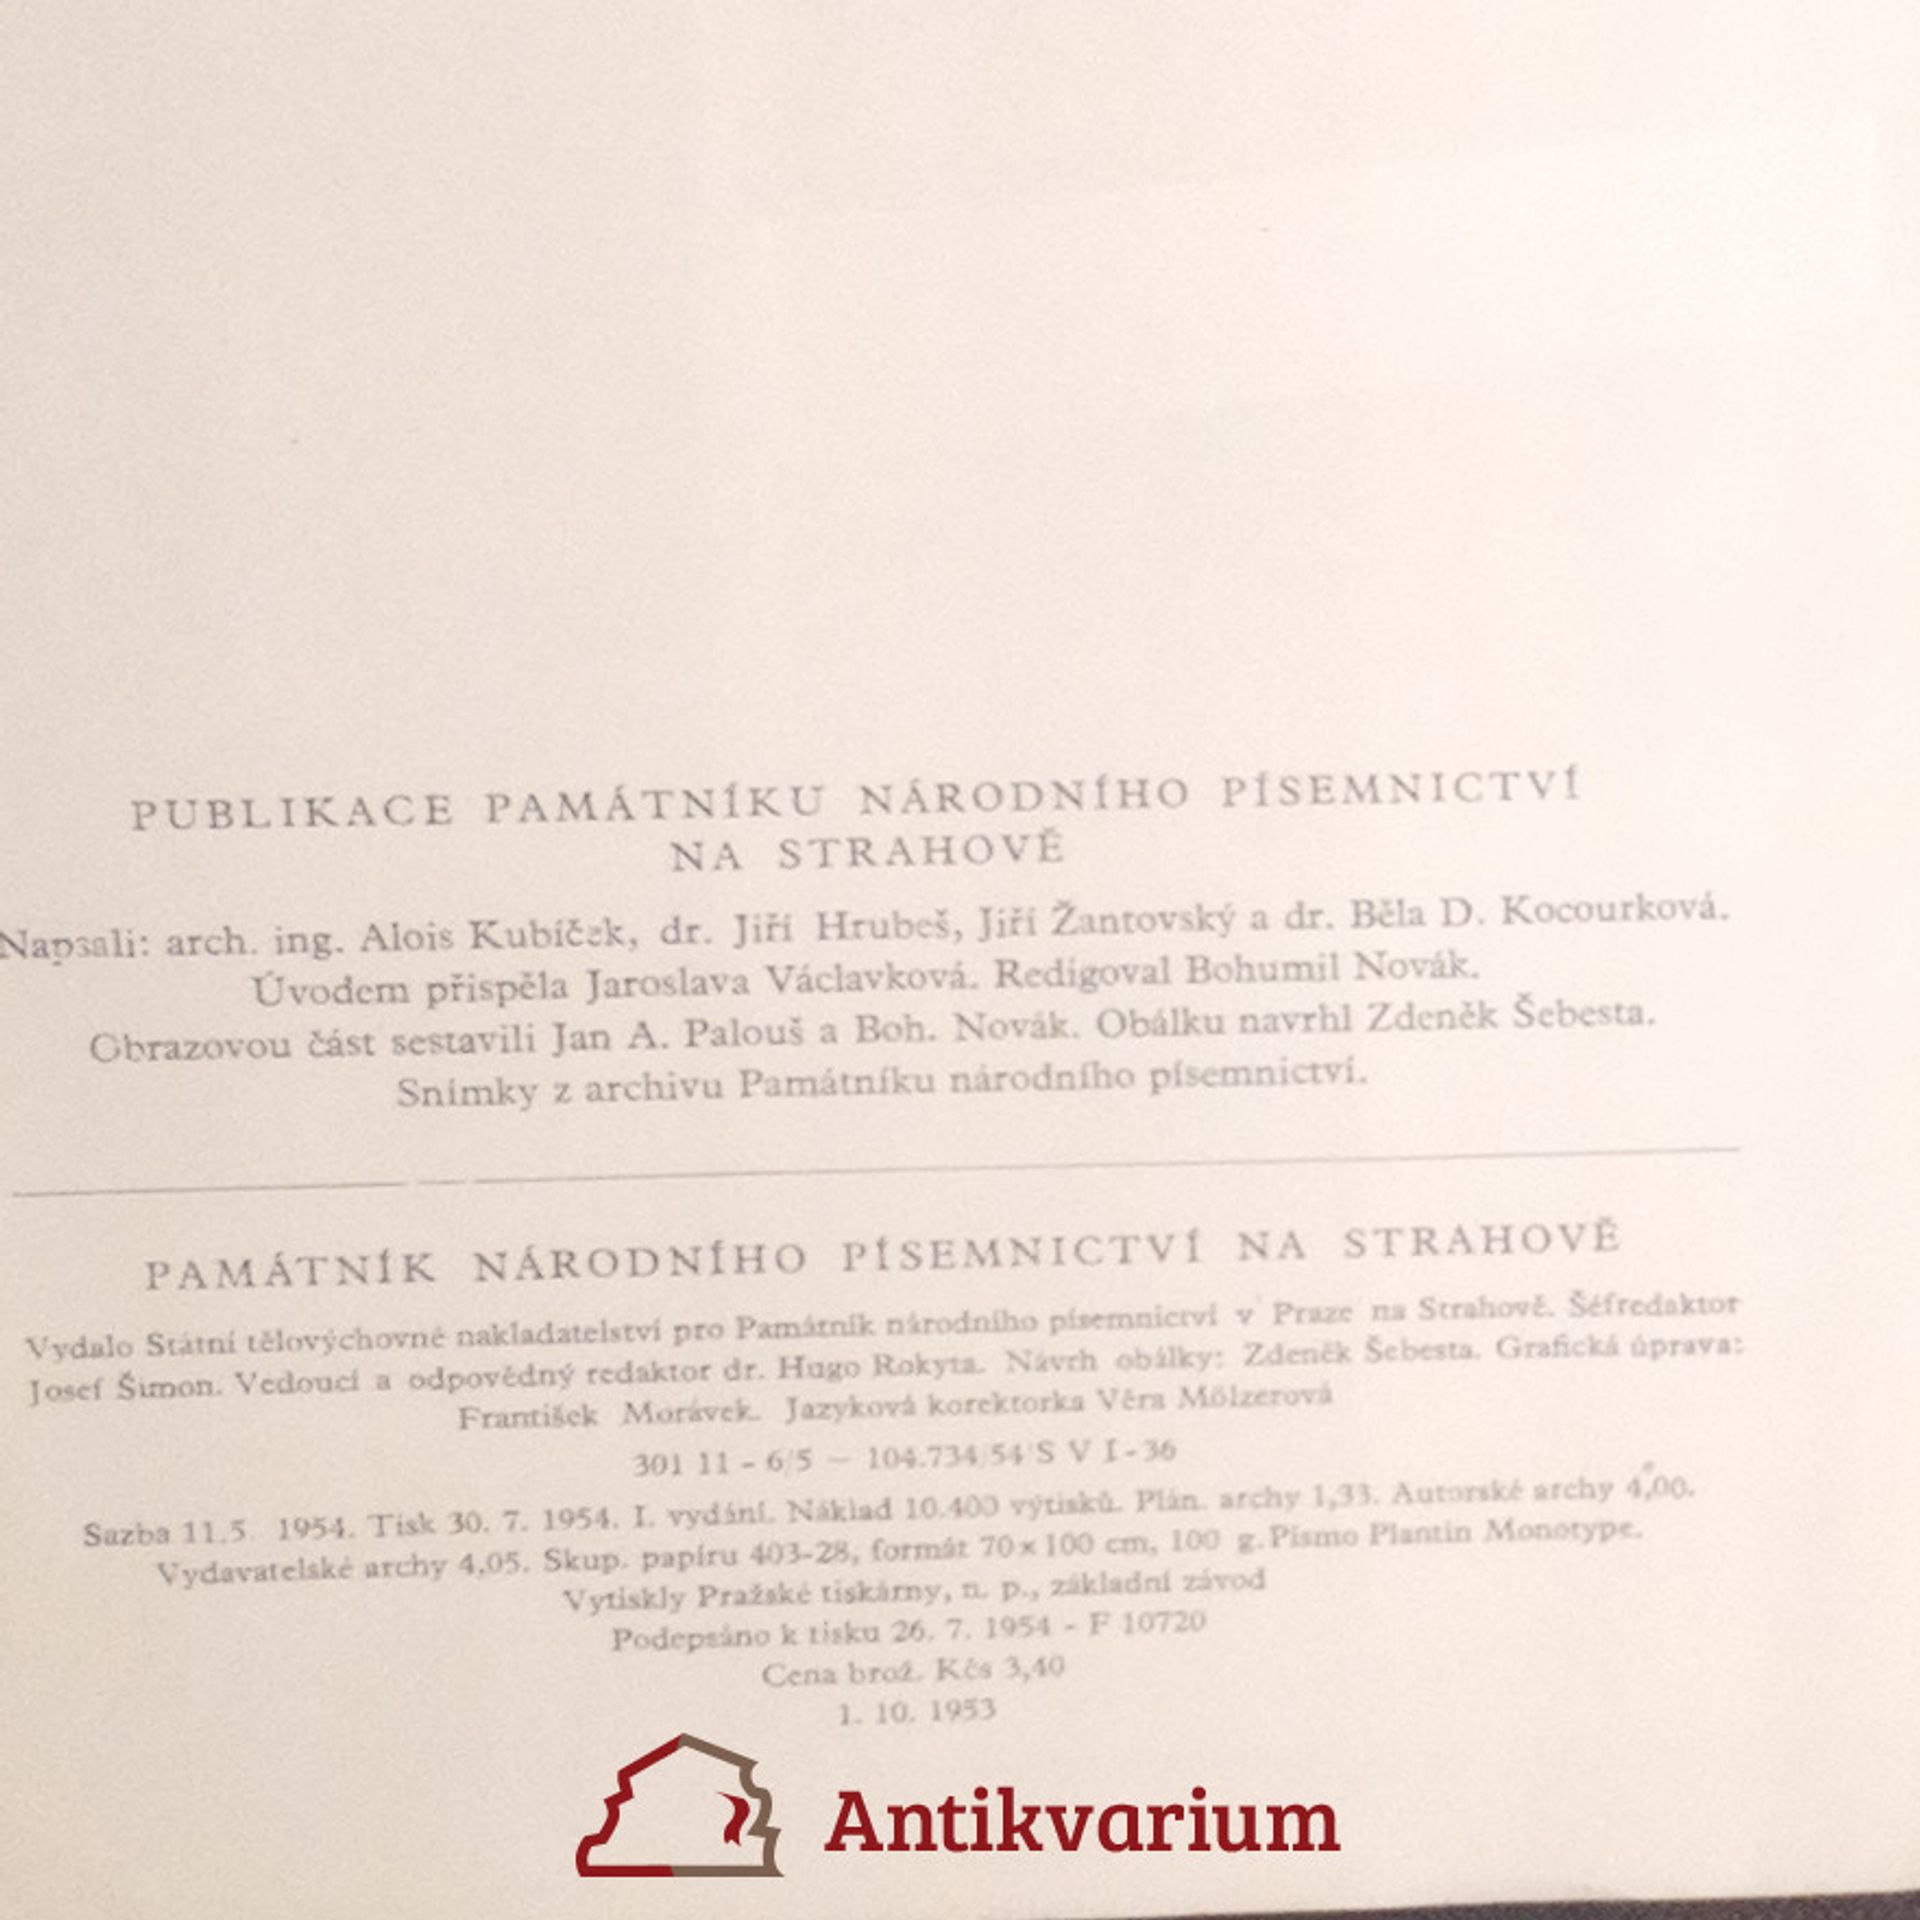 PUBLIKACE PAMÁTNÍKU NÁRODNÍHO PÍSEMNICTVÍ
NA STRAHOVĚ
Napsali: arch. ing. Alois Kubíček, dr. Jiří Hrubeš, Jiří Žantovský a dr. Běla D. Kocourková.
Úvodem přispěla Jaroslava Václavková. Redigoval Bohumil Novák.
Obrazovou část sestavili Jan A. Palouš a Boh. Novák. Obálku navrhl Zdeněk Šebesta.
Snímky z archivu Památníku národního písemnictví.
PAMÁTNÍK NÁRODNÍHO PÍSEMNICTVÍ NA STRAHOVĚ
Vydalo Státní tělovýchovné nakladatelství pro Památník národního písemnictví v Praze na Strahově. Šéfredaktor
Josef Šimon. Vedoucí a odpovědný redaktor dr. Hugo Rokyta. Návrh obálky: Zdeněk Šebesta. Grafická úprava:
František Morávek. Jazyková korektorka Věra Mölzerová
301 11 - 6/5 — 104.734/54/S V I-36
Sazba 11.5. 1954. Tisk 30. 7. 1954. I. vydání. Náklad 10.400 výtisků. Plán. archy 1,33. Autorské archy 4,00.
Vydavatelské archy 4,05. Skup. papíru 403-28, formát 70×100 cm, 100 g. Písmo Plantin Monotype.
Vytiskly Pražské tiskárny, n. p., základní závod
Podepsáno k tisku 26. 7. 1954 - F 10720
Cena brož. Kčs 3,40
1. 10. 1953
Antikvarium